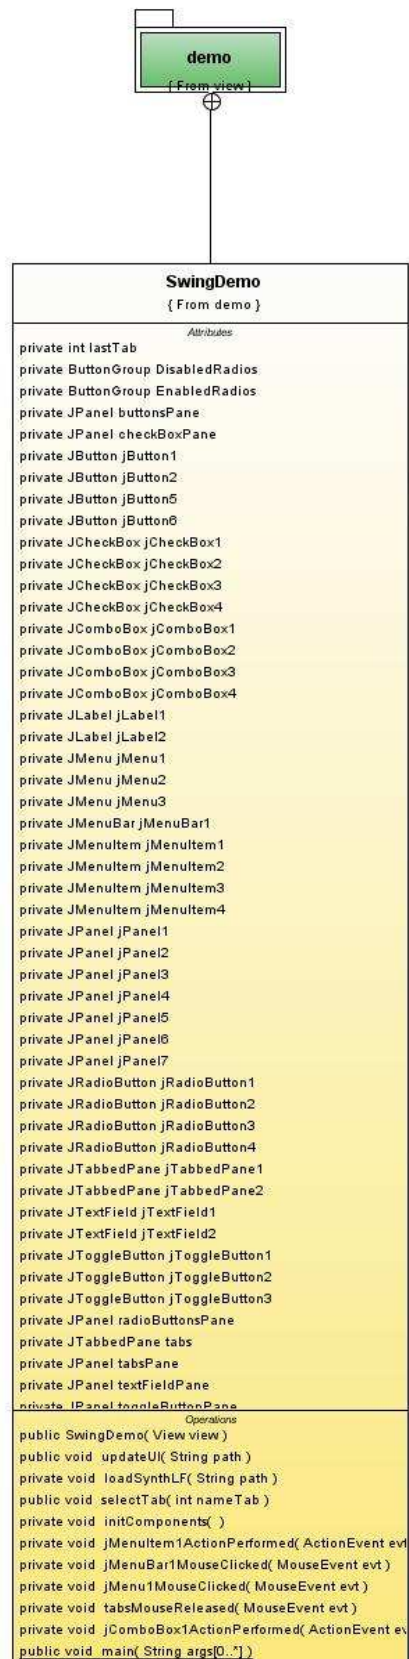 demo
{ From view }
SwingDemo
{ From demo }
Attributes
private int lastTab
private ButtonGroup DisabledRadios
private ButtonGroup EnabledRadios
private JPanel buttonsPane
private JPanel checkBoxPane
private JButton jButton1
private JButton jButton2
private JButton jButton5
private JButton jButton6
private JCheckBox jCheckBox1
private JCheckBox jCheckBox2
private JCheckBox jCheckBox3
private JCheckBox jCheckBox4
private JComboBox jComboBox1
private JComboBox jComboBox2
private JComboBox jComboBox3
private JComboBox jComboBox4
private JLabel jLabel1
private JLabel jLabel2
private JMenu jMenu1
private JMenu jMenu2
private JMenu jMenu3
private JMenuBar jMenuBar1
private JMenuItem jMenuItem1
private JMenuItem jMenuItem2
private JMenuItem jMenuItem3
private JMenuItem jMenuItem4
private JPanel jPanel1
private JPanel jPanel2
private JPanel jPanel3
private JPanel jPanel4
private JPanel jPanel5
private JPanel jPanel6
private JPanel jPanel7
private JRadioButton jRadioButton1
private JRadioButton jRadioButton2
private JRadioButton jRadioButton3
private JRadioButton jRadioButton4
private JTabbedPane jTabbedPane1
private JTabbedPane jTabbedPane2
private JTextField jTextField1
private JTextField jTextField2
private JToggleButton jToggleButton1
private JToggleButton jToggleButton2
private JToggleButton jToggleButton3
private JPanel radioButtonsPane
private JTabbedPane tabs
private JPanel tabsPane
private JPanel textFieldPane
private JPanel toggleButtonPane
Operations
public SwingDemo( View view )
public void updateUI( String path )
private void loadSynthLF( String path )
public void selectTab( int nameTab )
private void initComponents( )
private void jMenuItem1ActionPerformed( ActionEvent evt
private void jMenuBar1MouseClicked( MouseEvent evt )
private void jMenu1MouseClicked( MouseEvent evt )
private void tabsMouseReleased( MouseEvent evt )
private void jComboBox1ActionPerformed( ActionEvent ev
public void main( String args[0..*] )